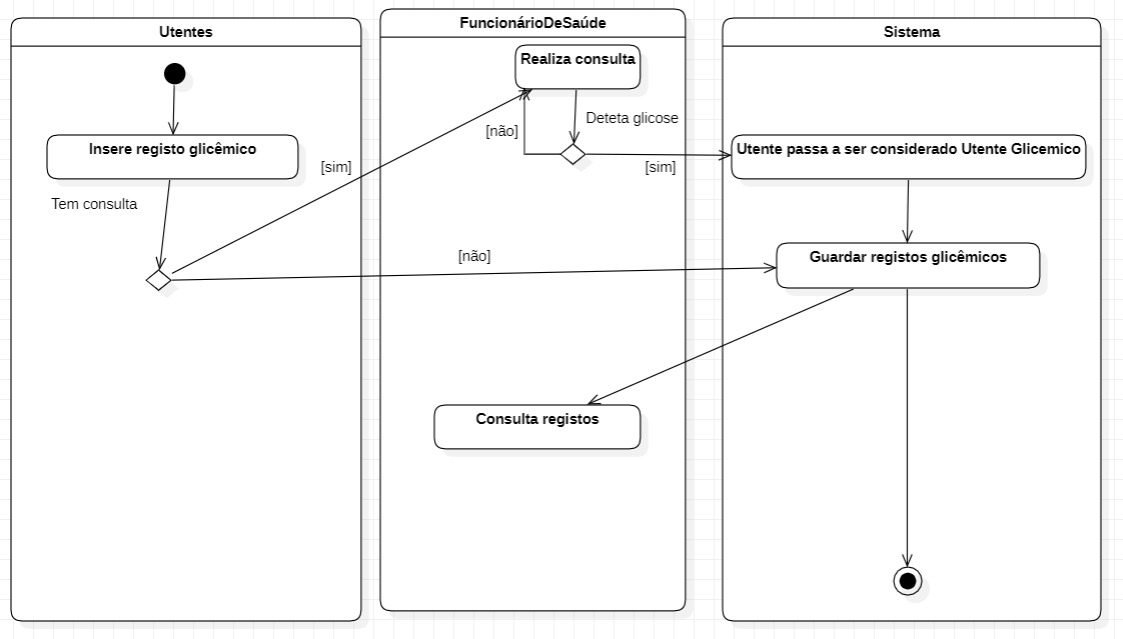 Utentes
FuncionárioDeSaúde
Sistema
Realiza consulta
Deteta glicose
[não]
Insere registo glicêmico
Utente passa a ser considerado Utente Glicemico
[sim]
[sim]
Tem consulta
[não]
Guardar registos glicêmicos
Consulta registos